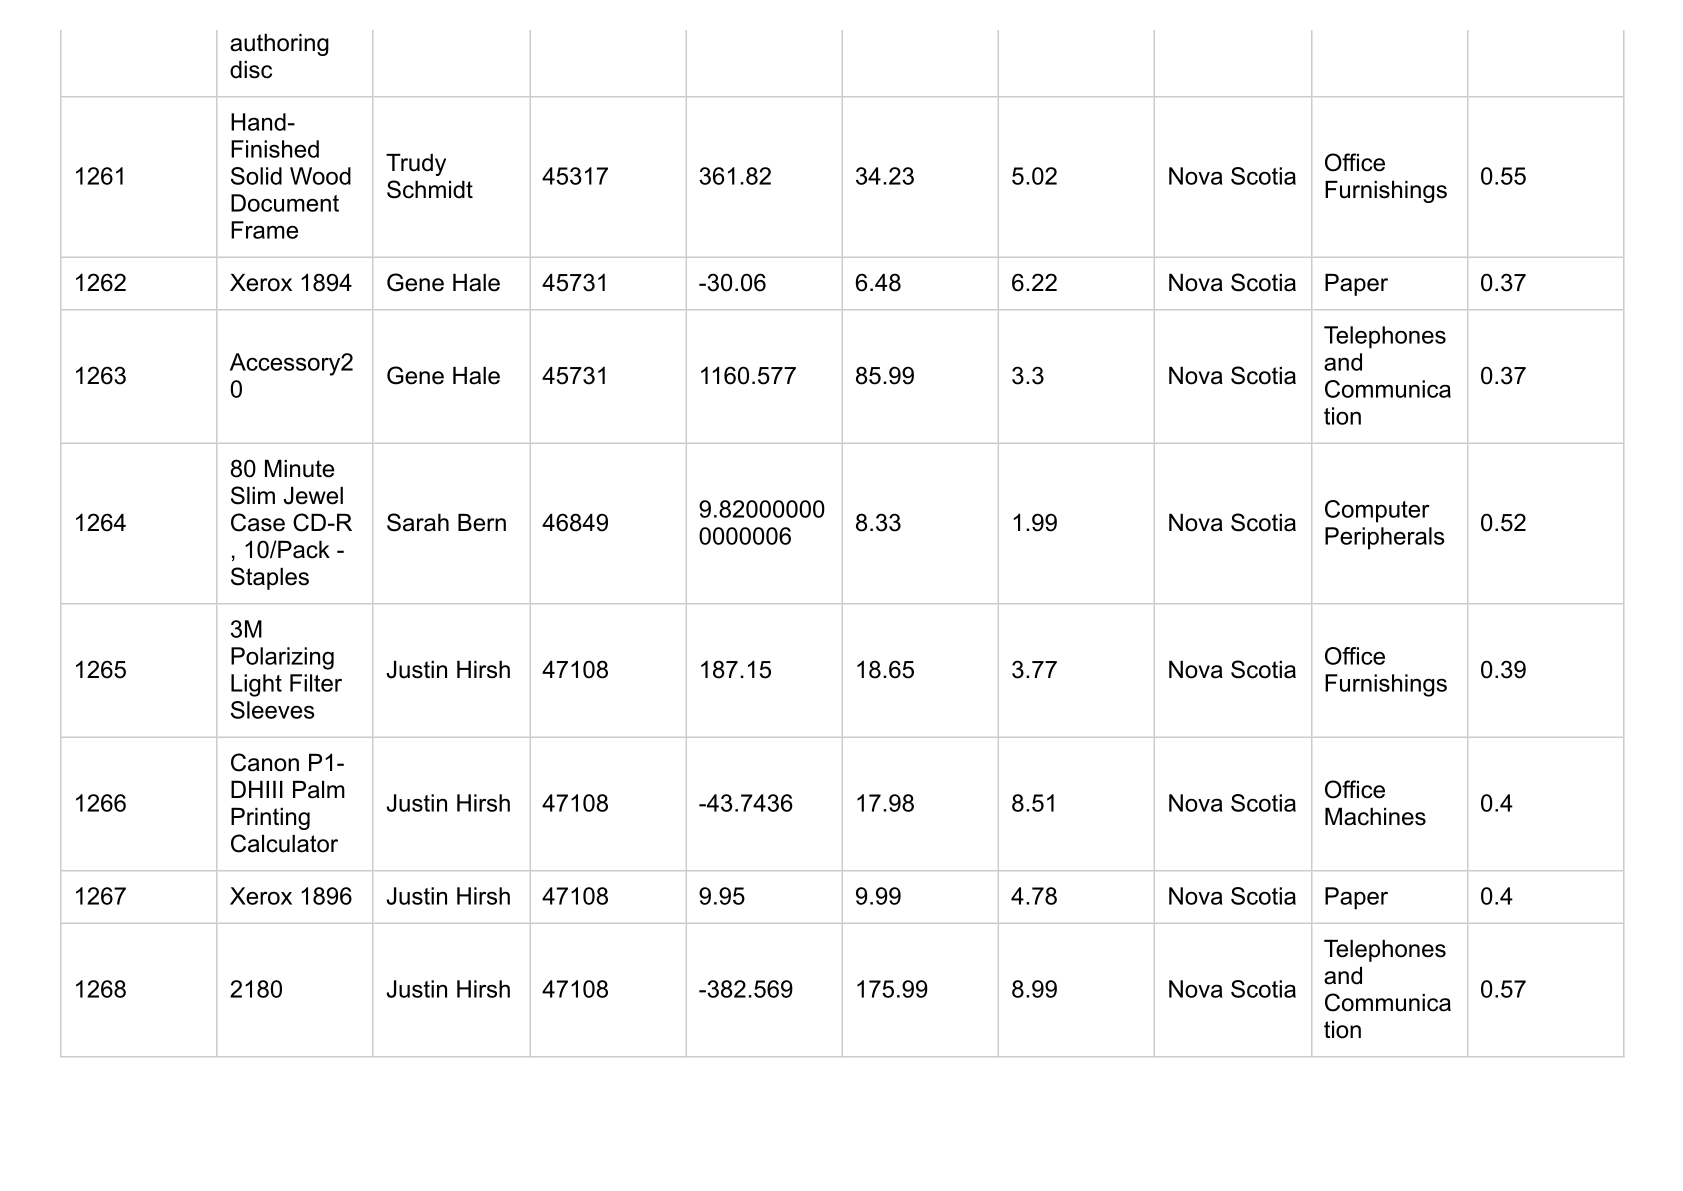 authoring
disc
1261
Hand-
Finished
Solid Wood
Document
Frame
Trudy
Schmidt
45317
361.82
34.23
5.02
Nova Scotia
Office
Furnishings
0.55
1262
Xerox 1894
Gene Hale
45731
-30.06
6.48
6.22
Nova Scotia
Paper
0.37
1263
Accessory2
0
Gene Hale
45731
1160.577
85.99
3.3
Nova Scotia
Telephones
and
Communica
tion
0.37
1264
80 Minute
Slim Jewel
Case CD-R
, 10/Pack -
Staples
Sarah Bern
46849
9.82000000
0000006
8.33
1.99
Nova Scotia
Computer
Peripherals
0.52
1265
3M
Polarizing
Light Filter
Sleeves
Justin Hirsh
47108
187.15
18.65
3.77
Nova Scotia
Office
Furnishings
0.39
1266
Canon P1-
DHIII Palm
Printing
Calculator
Justin Hirsh
47108
-43.7436
17.98
8.51
Nova Scotia
Office
Machines
0.4
1267
Xerox 1896
Justin Hirsh
47108
9.95
9.99
4.78
Nova Scotia
Paper
0.4
1268
2180
Justin Hirsh
47108
-382.569
175.99
8.99
Nova Scotia
Telephones
and
Communica
tion
0.57